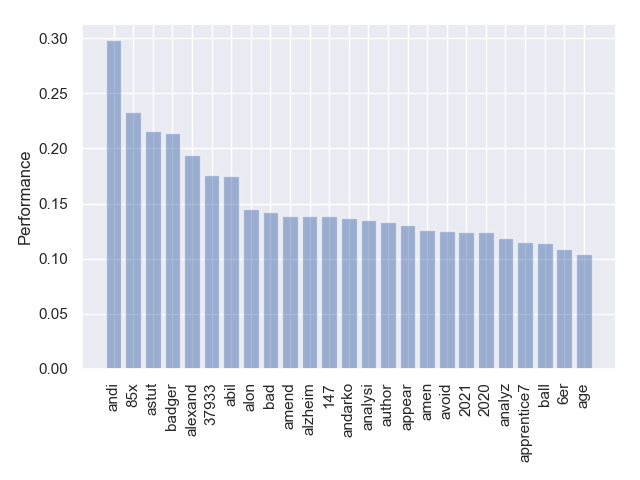 0.30
0.25
0.20
0.15
0.10
0.05
0.00
Performance
andi
85x
astut
badger
alexand
37933
abil
alon
bad
amend
alzheim
147
andarko
analysi
author
appear
amen
avoid
2021
2020
analyz
apprentice7
ball
6er
age